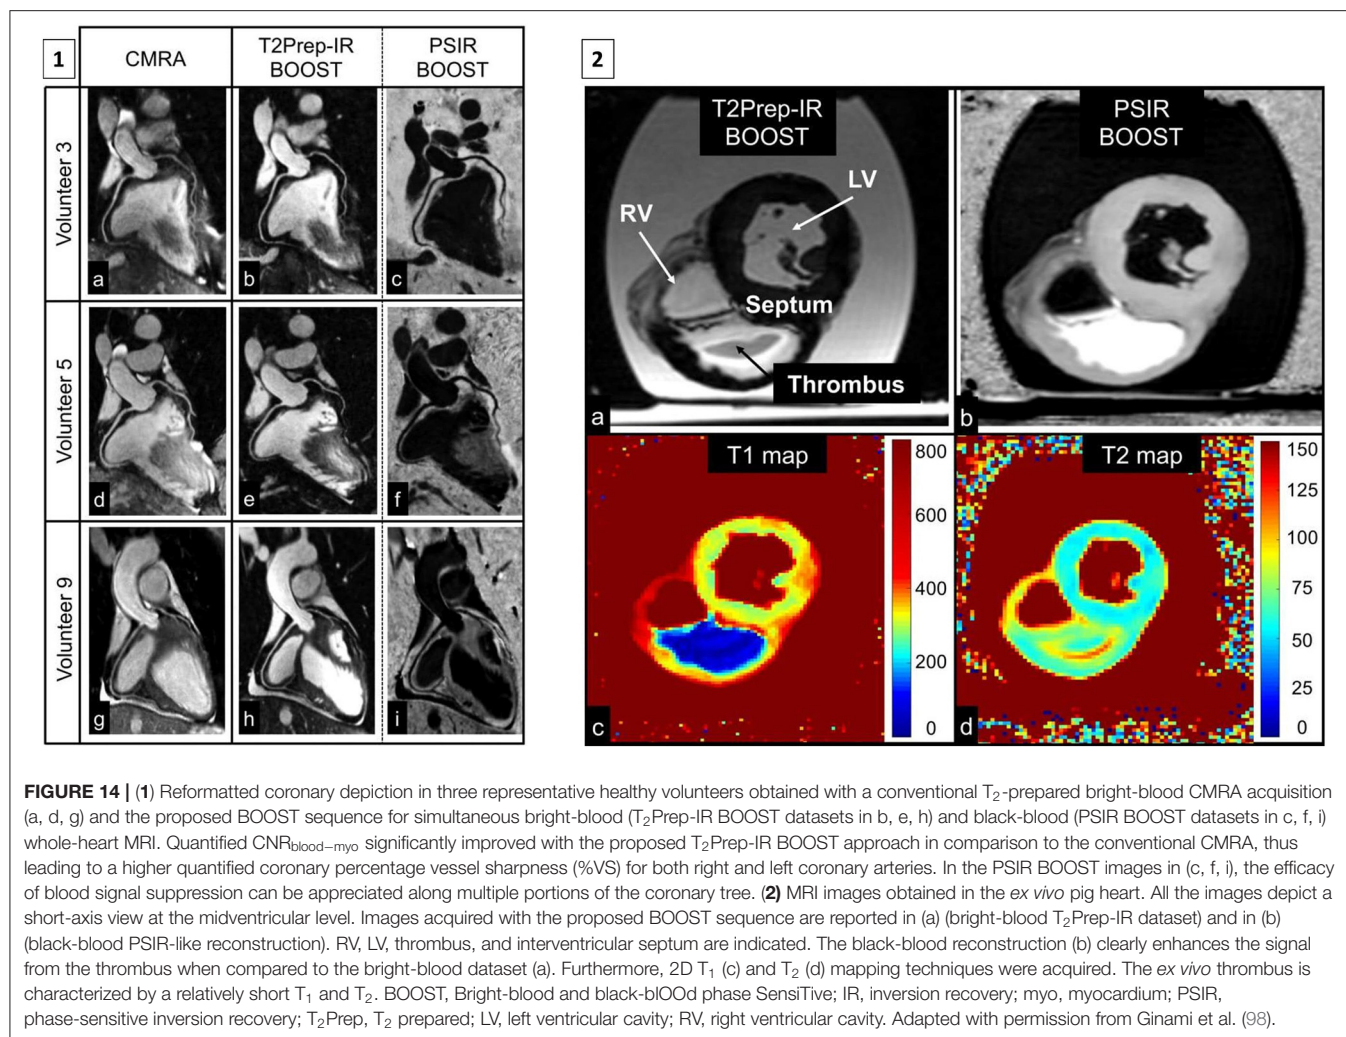 1
CMRA
T2Prep-IR
BOOST
PSIR
BOOST
Volunteer 3
a
b
c
Volunteer 5
d
e
f
Volunteer 9
g
h
i
2
T2Prep-IR
BOOST
LV
RV
Septum
Thrombus
a
PSIR
BOOST
b
T1 map
800
600
400
200
0
c
T2 map
150
125
100
75
50
25
0
d
FIGURE 14 | (1) Reformatted coronary depiction in three representative healthy volunteers obtained with a conventional T2-prepared bright-blood CMRA acquisition
(a, d, g) and the proposed BOOST sequence for simultaneous bright-blood (T2Prep-IR BOOST datasets in b, e, h) and black-blood (PSIR BOOST datasets in c, f, i)
whole-heart MRI. Quantified CNRblood–myo significantly improved with the proposed T2Prep-IR BOOST approach in comparison to the conventional CMRA, thus
leading to a higher quantified coronary percentage vessel sharpness (%VS) for both right and left coronary arteries. In the PSIR BOOST images in (c, f, i), the efficacy
of blood signal suppression can be appreciated along multiple portions of the coronary tree. (2) MRI images obtained in the ex vivo pig heart. All the images depict a
short-axis view at the midventricular level. Images acquired with the proposed BOOST sequence are reported in (a) (bright-blood T2Prep-IR dataset) and in (b)
(black-blood PSIR-like reconstruction). RV, LV, thrombus, and interventricular septum are indicated. The black-blood reconstruction (b) clearly enhances the signal
from the thrombus when compared to the bright-blood dataset (a). Furthermore, 2D T1 (c) and T2 (d) mapping techniques were acquired. The ex vivo thrombus is
characterized by a relatively short T1 and T2. BOOST, Bright-blood and black-blOOd phase SensiTive; IR, inversion recovery; myo, myocardium; PSIR,
phase-sensitive inversion recovery; T2Prep, T2 prepared; LV, left ventricular cavity; RV, right ventricular cavity. Adapted with permission from Ginami et al. (98).